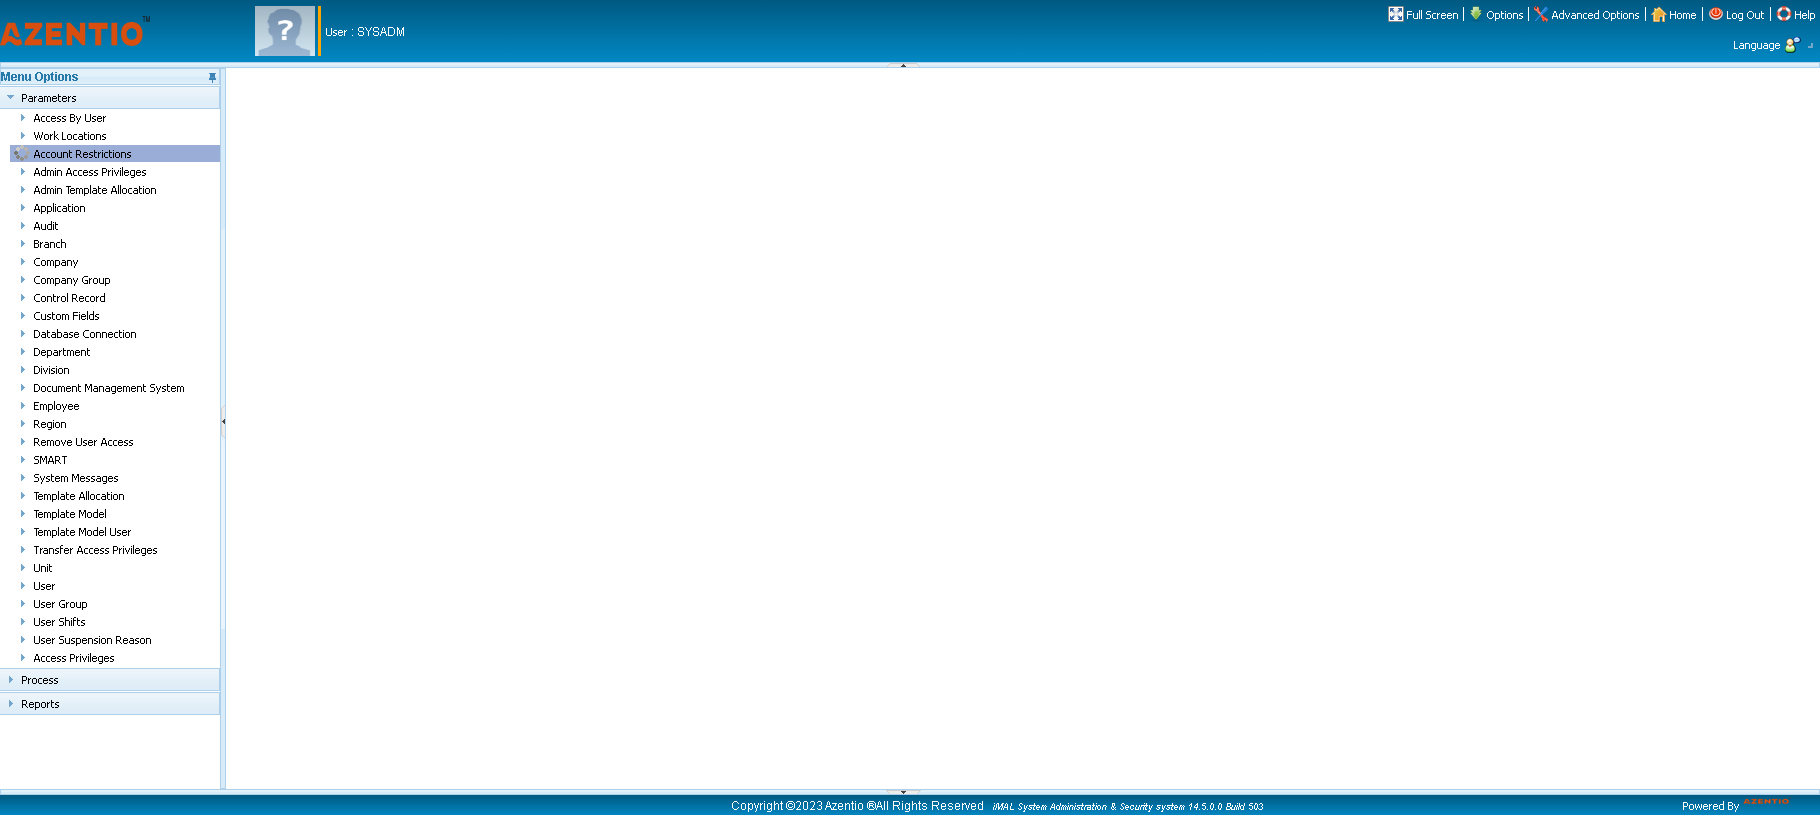 AZENTIO™
User : SYSADM
Full Screen | Options | Advanced Options | Home | Log Out | Help
Language
Menu Options
Parameters
Access By User
Work Locations
Account Restrictions
Admin Access Privileges
Admin Template Allocation
Application
Audit
Branch
Company
Company Group
Control Record
Custom Fields
Database Connection
Department
Division
Document Management System
Employee
Region
Remove User Access
SMART
System Messages
Template Allocation
Template Model
Template Model User
Transfer Access Privileges
Unit
User
User Group
User Shifts
User Suspension Reason
Access Privileges
Process
Reports
Copyright ©2023 Azentio ®All Rights Reserved iMAL System Administration & Security system 14.5.0.0 Build 503
Powered By AZENTIO